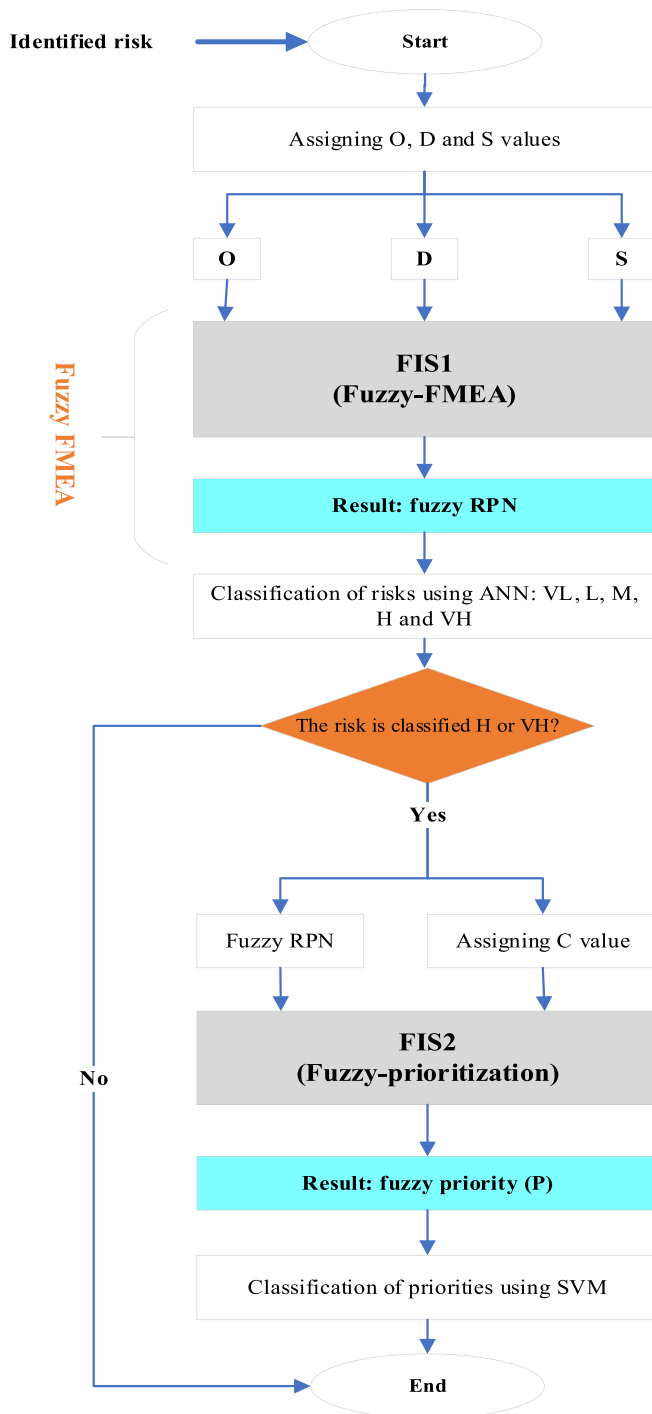 Identified risk
Start
Assigning O, D and S values
O
D
S
Fuzzy FMEA
FIS1
(Fuzzy-FMEA)
Result: fuzzy RPN
Classification of risks using ANN: VL, L, M,
H and VH
The risk is classified H or VH?
Yes
Fuzzy RPN
Assigning C value
FIS2
(Fuzzy-prioritization)
No
Result: fuzzy priority (P)
Classification of priorities using SVM
End